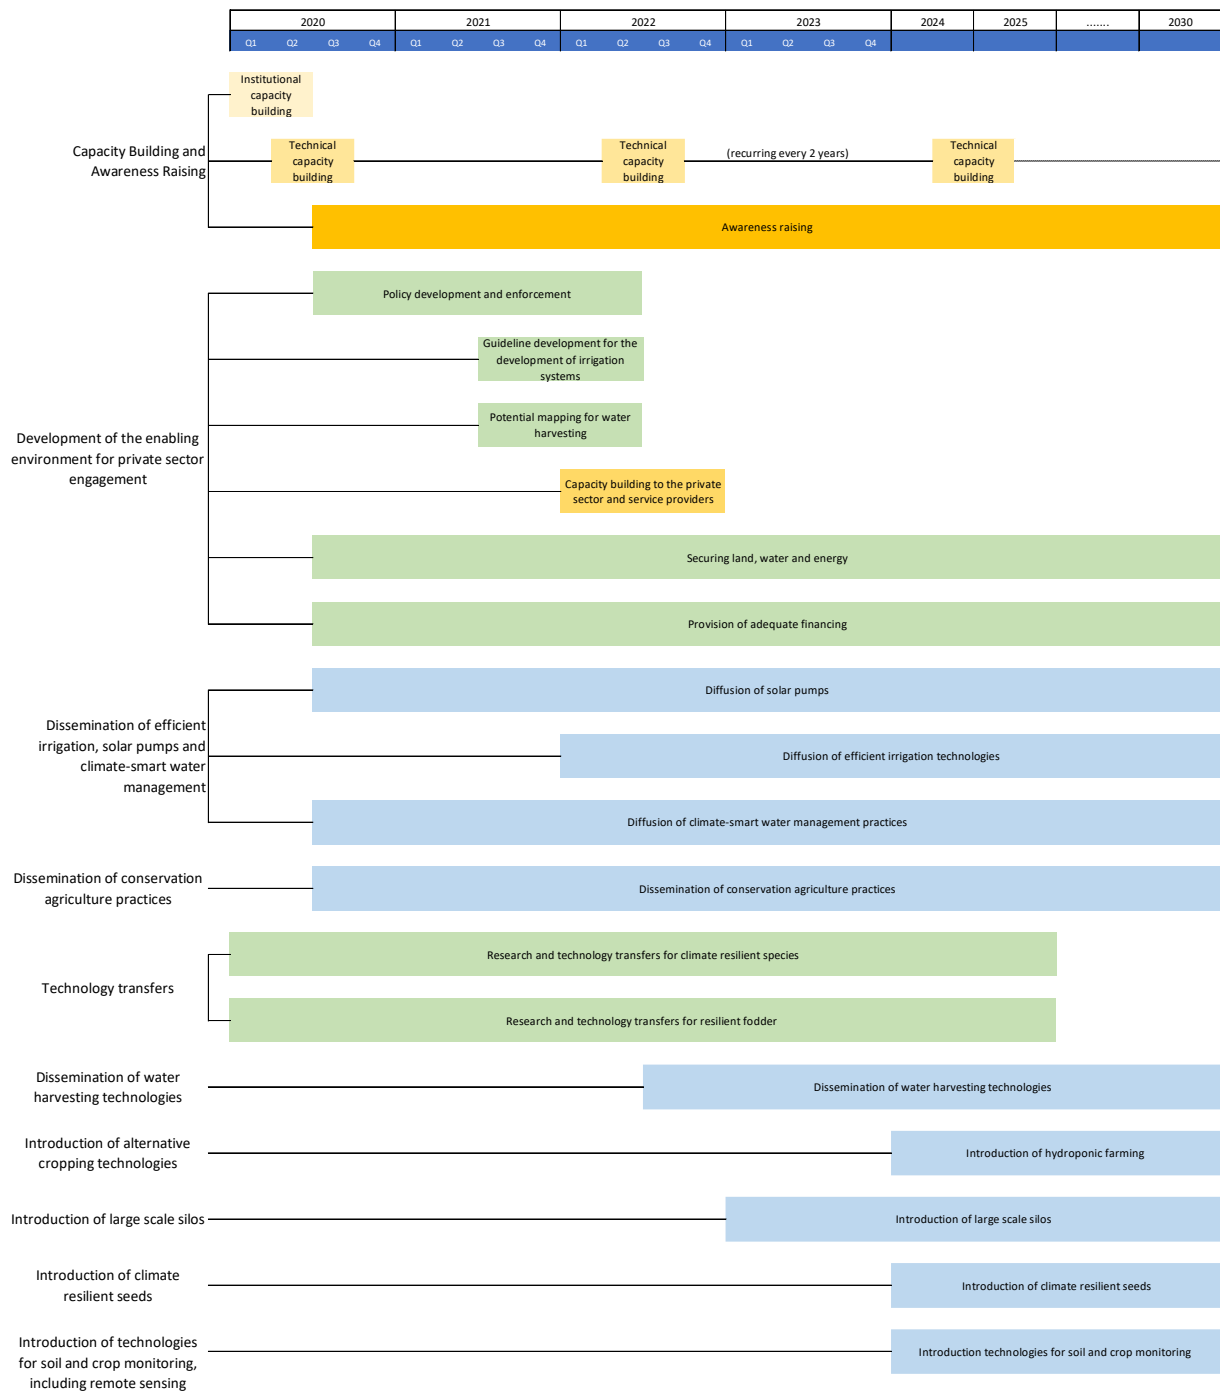 2020 2021 2022 2023 2024 2025 ....... 2030
Q1 Q2 Q3 Q4 Q1 Q2 Q3 Q4 Q1 Q2 Q3 Q4 Q1 Q2 Q3 Q4
Capacity Building and
Awareness Raising
Institutional
capacity
building
Technical
capacity
building
Technical
capacity
building
(recurring every 2 years)
Technical
capacity
building
Awareness raising
Development of the enabling
environment for private sector
engagement
Policy development and enforcement
Guideline development for the
development of irrigation
systems
Potential mapping for water
harvesting
Capacity building to the private
sector and service providers
Securing land, water and energy
Provision of adequate financing
Dissemination of efficient
irrigation, solar pumps and
climate-smart water
management
Diffusion of solar pumps
Diffusion of efficient irrigation technologies
Diffusion of climate-smart water management practices
Dissemination of conservation
agriculture practices
Dissemination of conservation agriculture practices
Technology transfers
Research and technology transfers for climate resilient species
Research and technology transfers for resilient fodder
Dissemination of water
harvesting technologies
Dissemination of water harvesting technologies
Introduction of alternative
cropping technologies
Introduction of hydroponic farming
Introduction of large scale silos
Introduction of large scale silos
Introduction of climate
resilient seeds
Introduction of climate resilient seeds
Introduction of technologies
for soil and crop monitoring,
including remote sensing
Introduction technologies for soil and crop monitoring